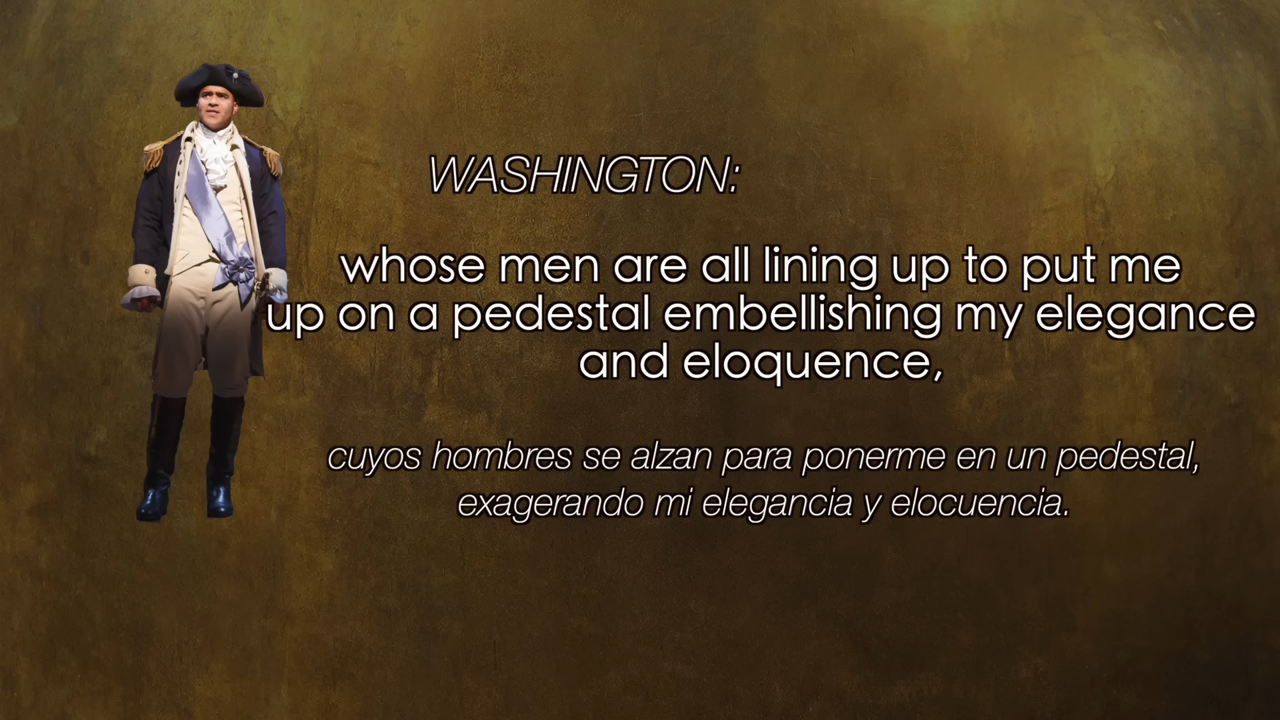 WASHINGTON:
whose men are all lining up to put me
up on a pedestal embellishing my elegance
and eloquence,
cuyos hombres se alzan para ponerme en un pedestal,
exagerando mi elegancia y elocuencia.